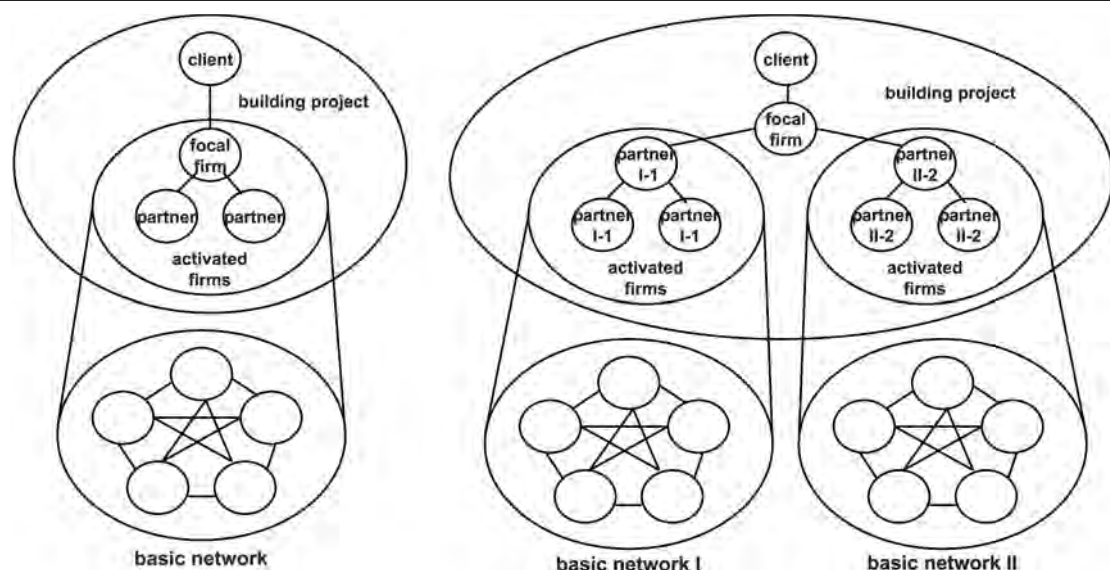 client
building project
focal
firm
partner
partner
activated
firms
basic network
client
building project
focal
firm
partner
I-1
partner
II-2
partner
I-1
partner
I-1
partner
II-2
partner
II-2
activated
firms
activated
firms
basic network I
basic network II